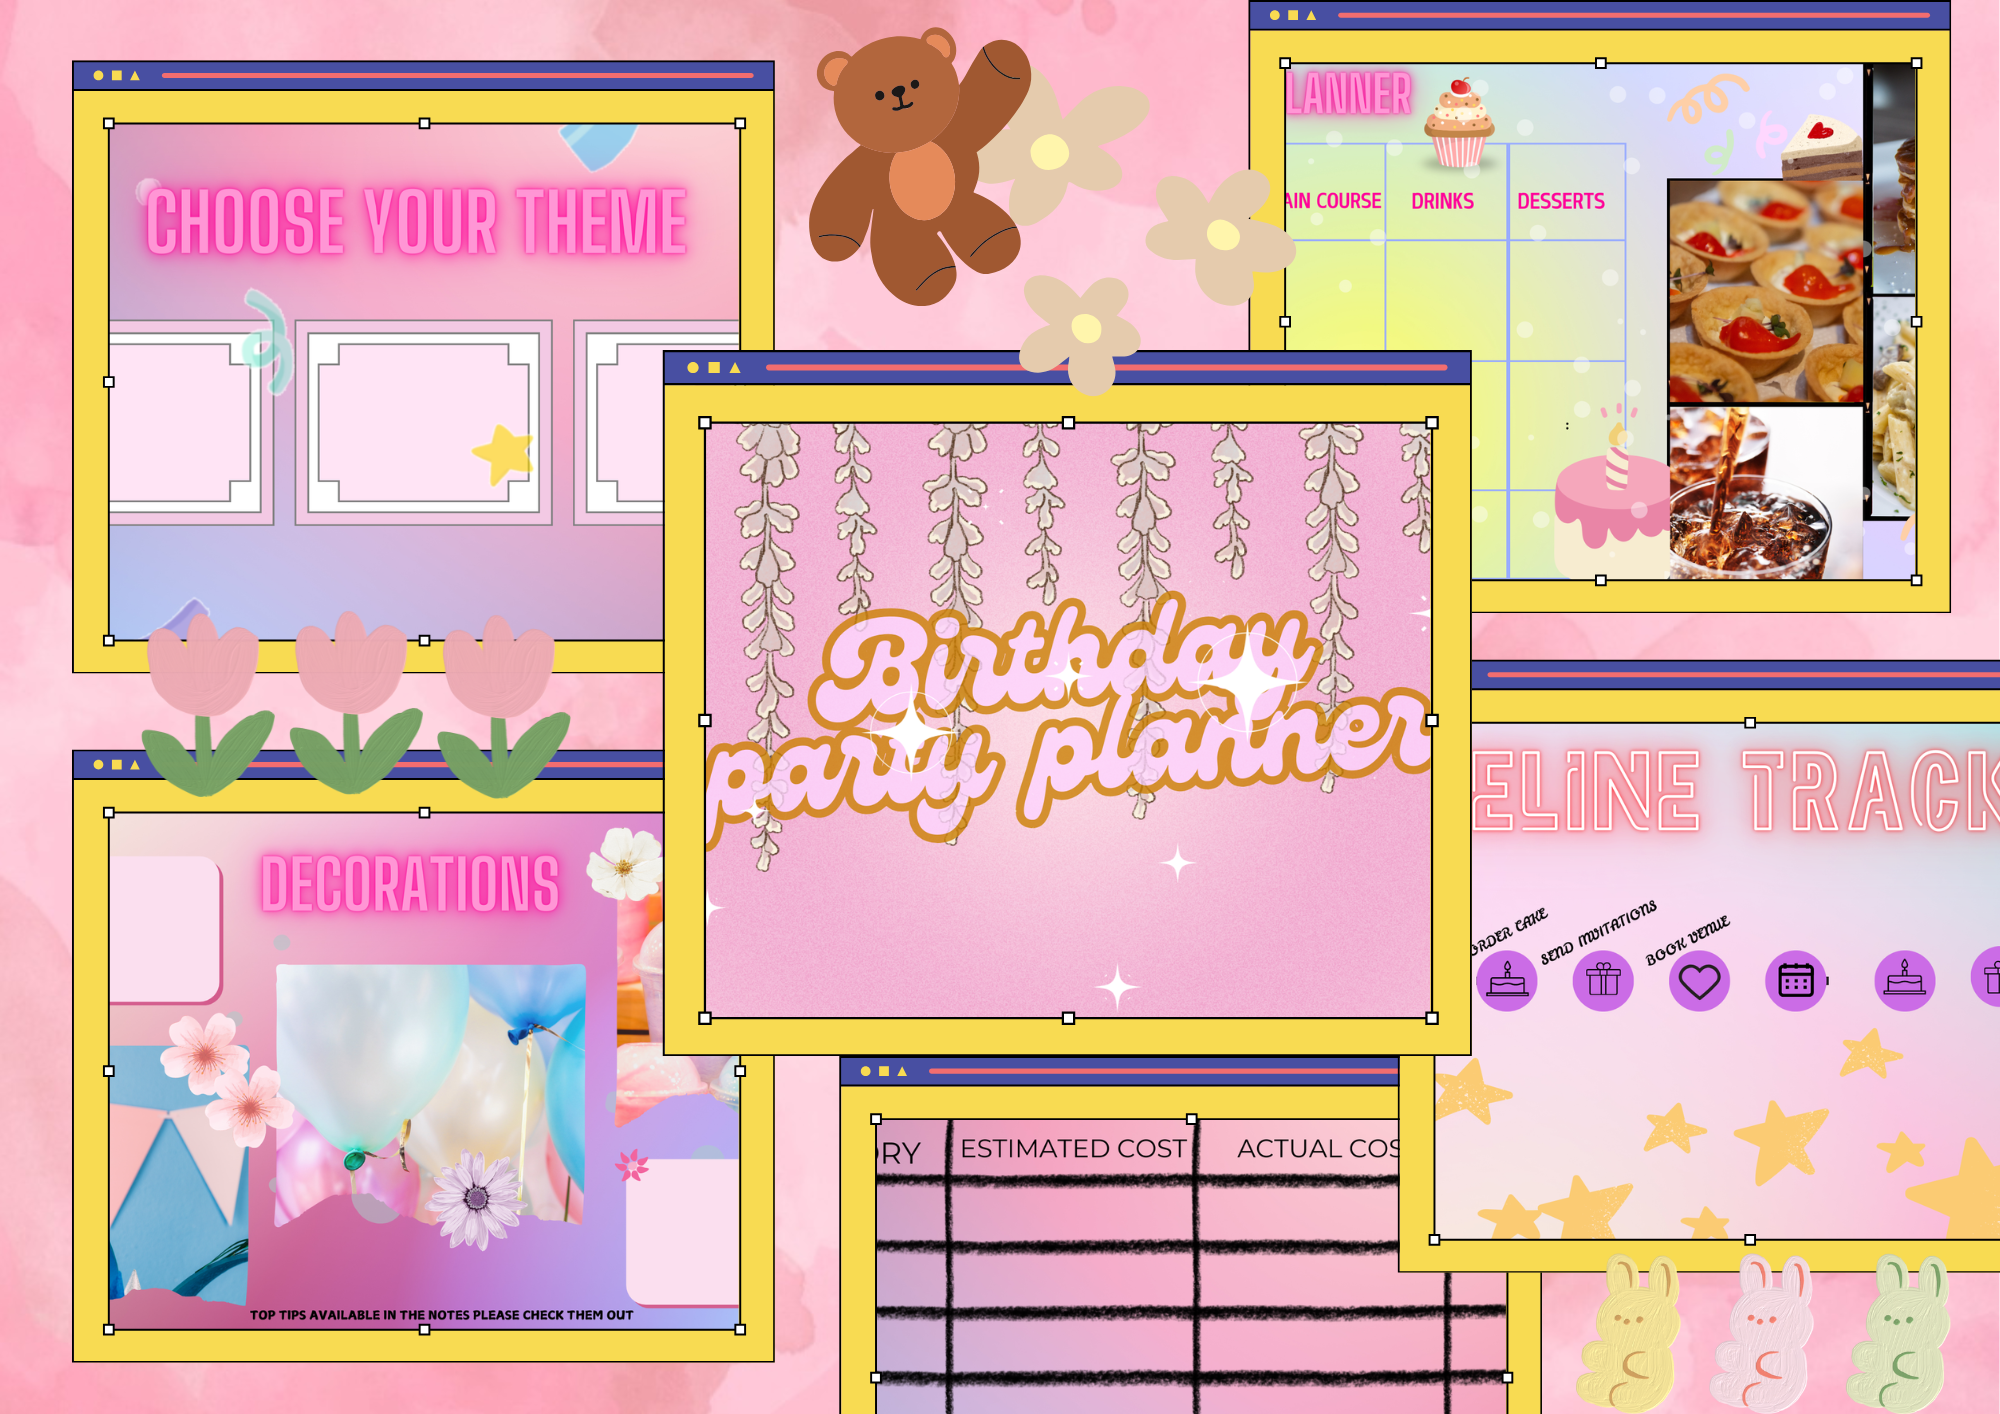 CHOOSE YOUR THEME
LANNER
AIN COURSE DRINKS DESSERTS
:
Birthday
party planner
ELINE TRACK
ORDER CAKE
SEND INVITATIONS
BOOK VENUE
DECORATIONS
TOP TIPS AVAILABLE IN THE NOTES PLEASE CHECK THEM OUT
ORY ESTIMATED COST ACTUAL COS